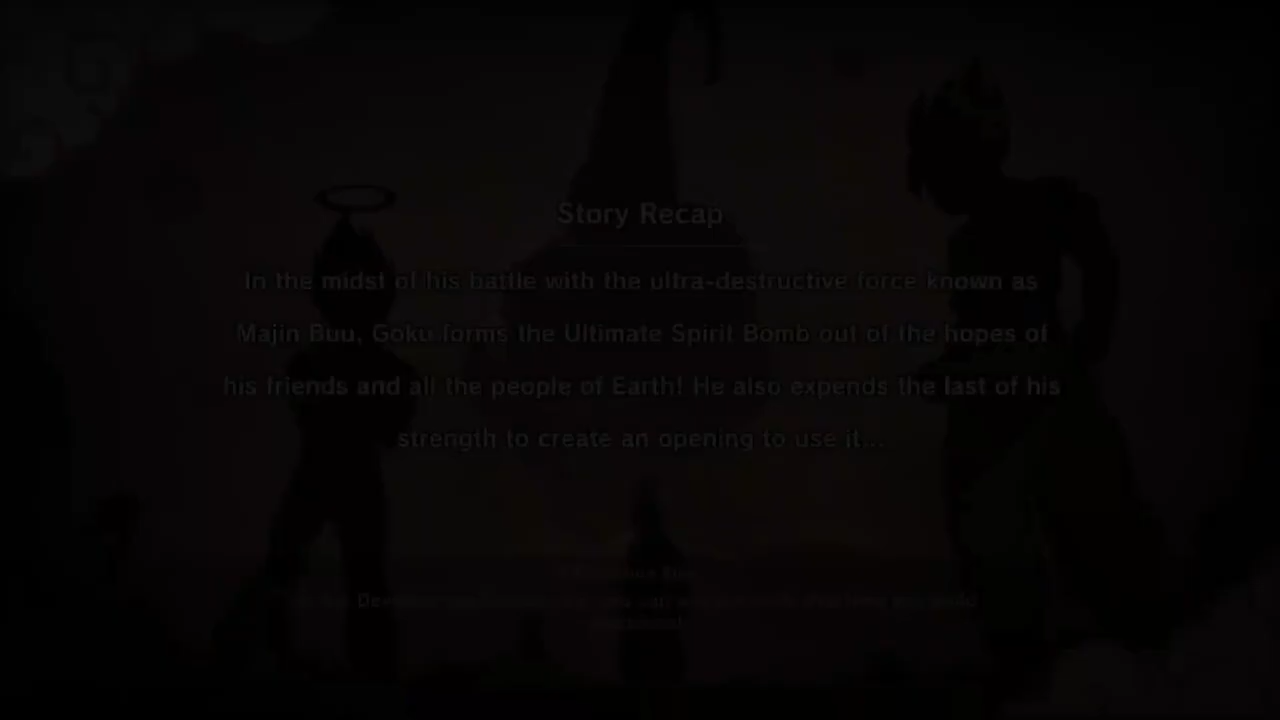 Story Recap
In the midst of his battle with the ultra-destructive force known as
Majin Buu, Goku forms the Ultimate Spirit Bomb out of the hopes of
his friends and all the people of Earth! He also expends the last of his
strength to create an opening to use it...